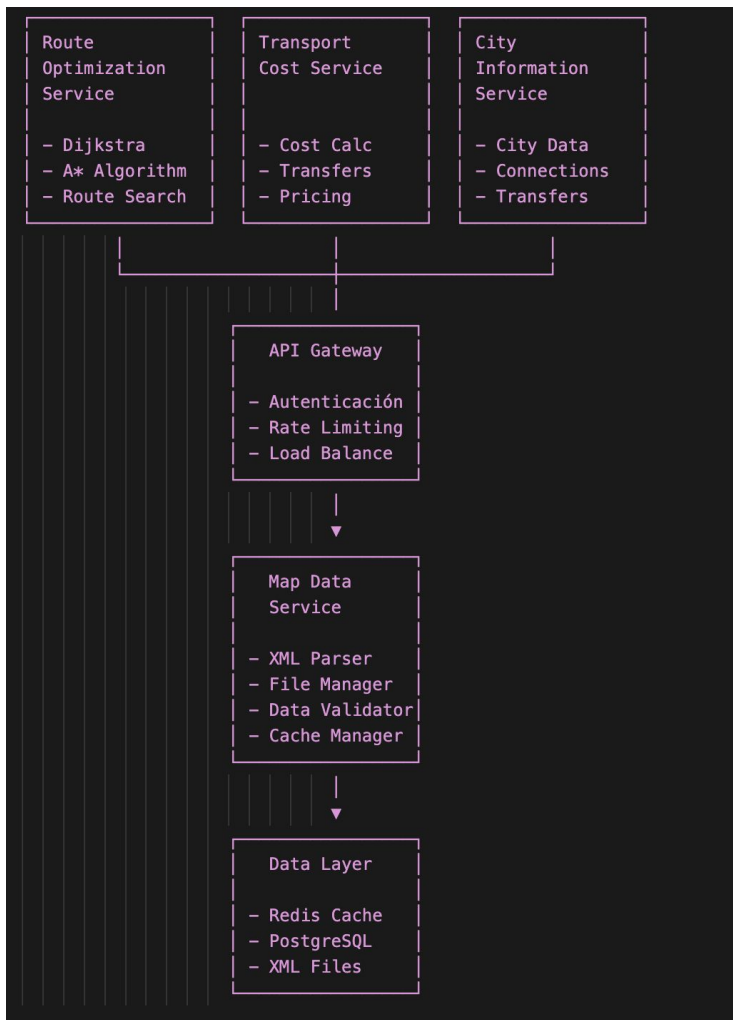 Route
Optimization
Service
- Dijkstra
- A* Algorithm
- Route Search
Transport
Cost Service
- Cost Calc
- Transfers
- Pricing
City
Information
Service
- City Data
- Connections
- Transfers
API Gateway
- Autenticación
- Rate Limiting
- Load Balance
Map Data
Service
- XML Parser
- File Manager
- Data Validator
- Cache Manager
Data Layer
- Redis Cache
- PostgreSQL
- XML Files